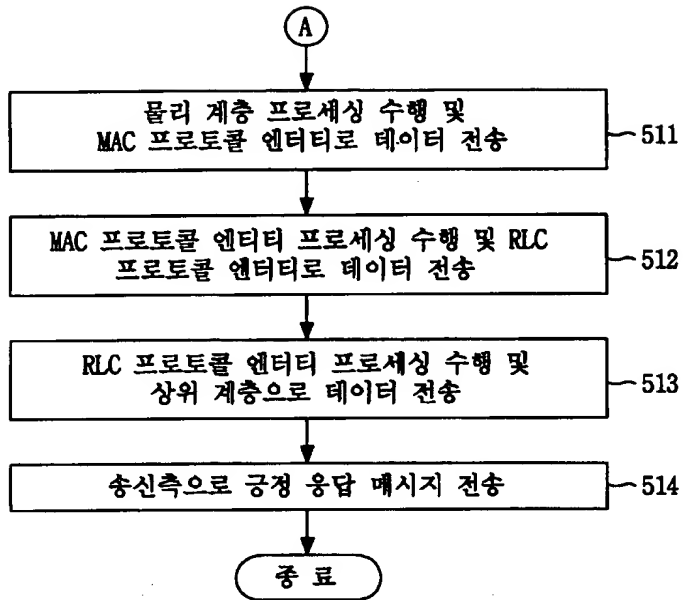 A
물리 계층 프로세싱 수행 및
MAC 프로토콜 엔터티로 데이터 전송
511
MAC 프로토콜 엔티티 프로세싱 수행 및 RLC
프로토콜 엔터티로 데이터 전송
512
RLC 프로토콜 엔터티 프로세싱 수행 및
상위 계층으로 데이터 전송
513
송신측으로 긍정 응답 메시지 전송
514
종 료